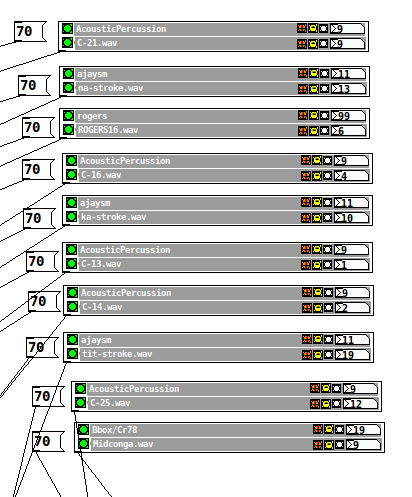 70 AcousticPercussion 9
C-21.wav 9
70 ajaysm 11
na-stroke.wav 13
70 rogers 99
ROGERS16.wav 6
70 AcousticPercussion 9
C-16.wav 4
70 ajaysm 11
ka-stroke.wav 10
70 AcousticPercussion 9
C-13.wav 1
70 AcousticPercussion 9
C-14.wav 2
70 ajaysm 11
tit-stroke.wav 19
70 AcousticPercussion 9
C-25.wav 12
70 Bbox/Cr78 19
Midconga.wav 9